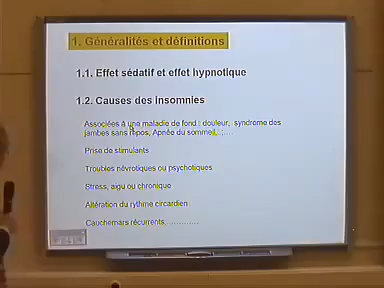 1. Généralités et définitions
1.1. Effet sédatif et effet hypnotique
1.2. Causes des insomnies
Associées à une maladie de fond : douleur, syndrome des
jambes sans repos, Apnée du sommeil,..;....
Prise de stimulants
Troubles névrotiques ou psychotiques
Stress, aigu ou chronique
Altération du rythme circardien
Cauchemars récurrents,..............